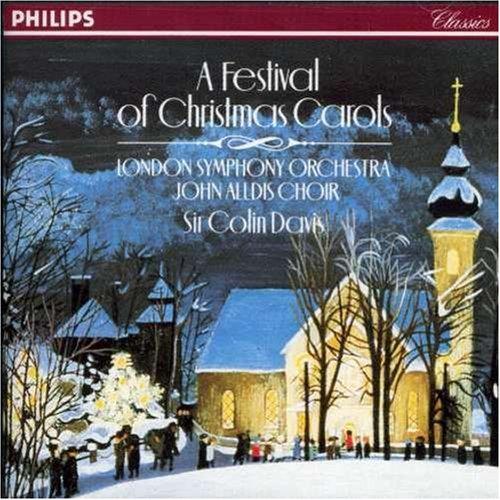 PHILIPS
Classics
A Festival
of Christmas Carols
LONDON SYMPHONY ORCHESTRA
JOHN ALLDIS CHOIR
Sir Colin Davis